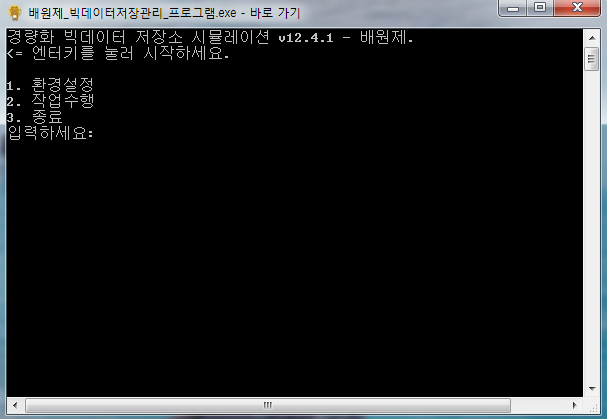 배원제_빅데이터저장관리_프로그램.exe - 바로 가기
경량화 빅데이터 저장소 시뮬레이션 v12.4.1 - 배원제.
<= 엔터키를 눌러 시작하세요.
1. 환경설정
2. 작업수행
3. 종료
입력하세요: